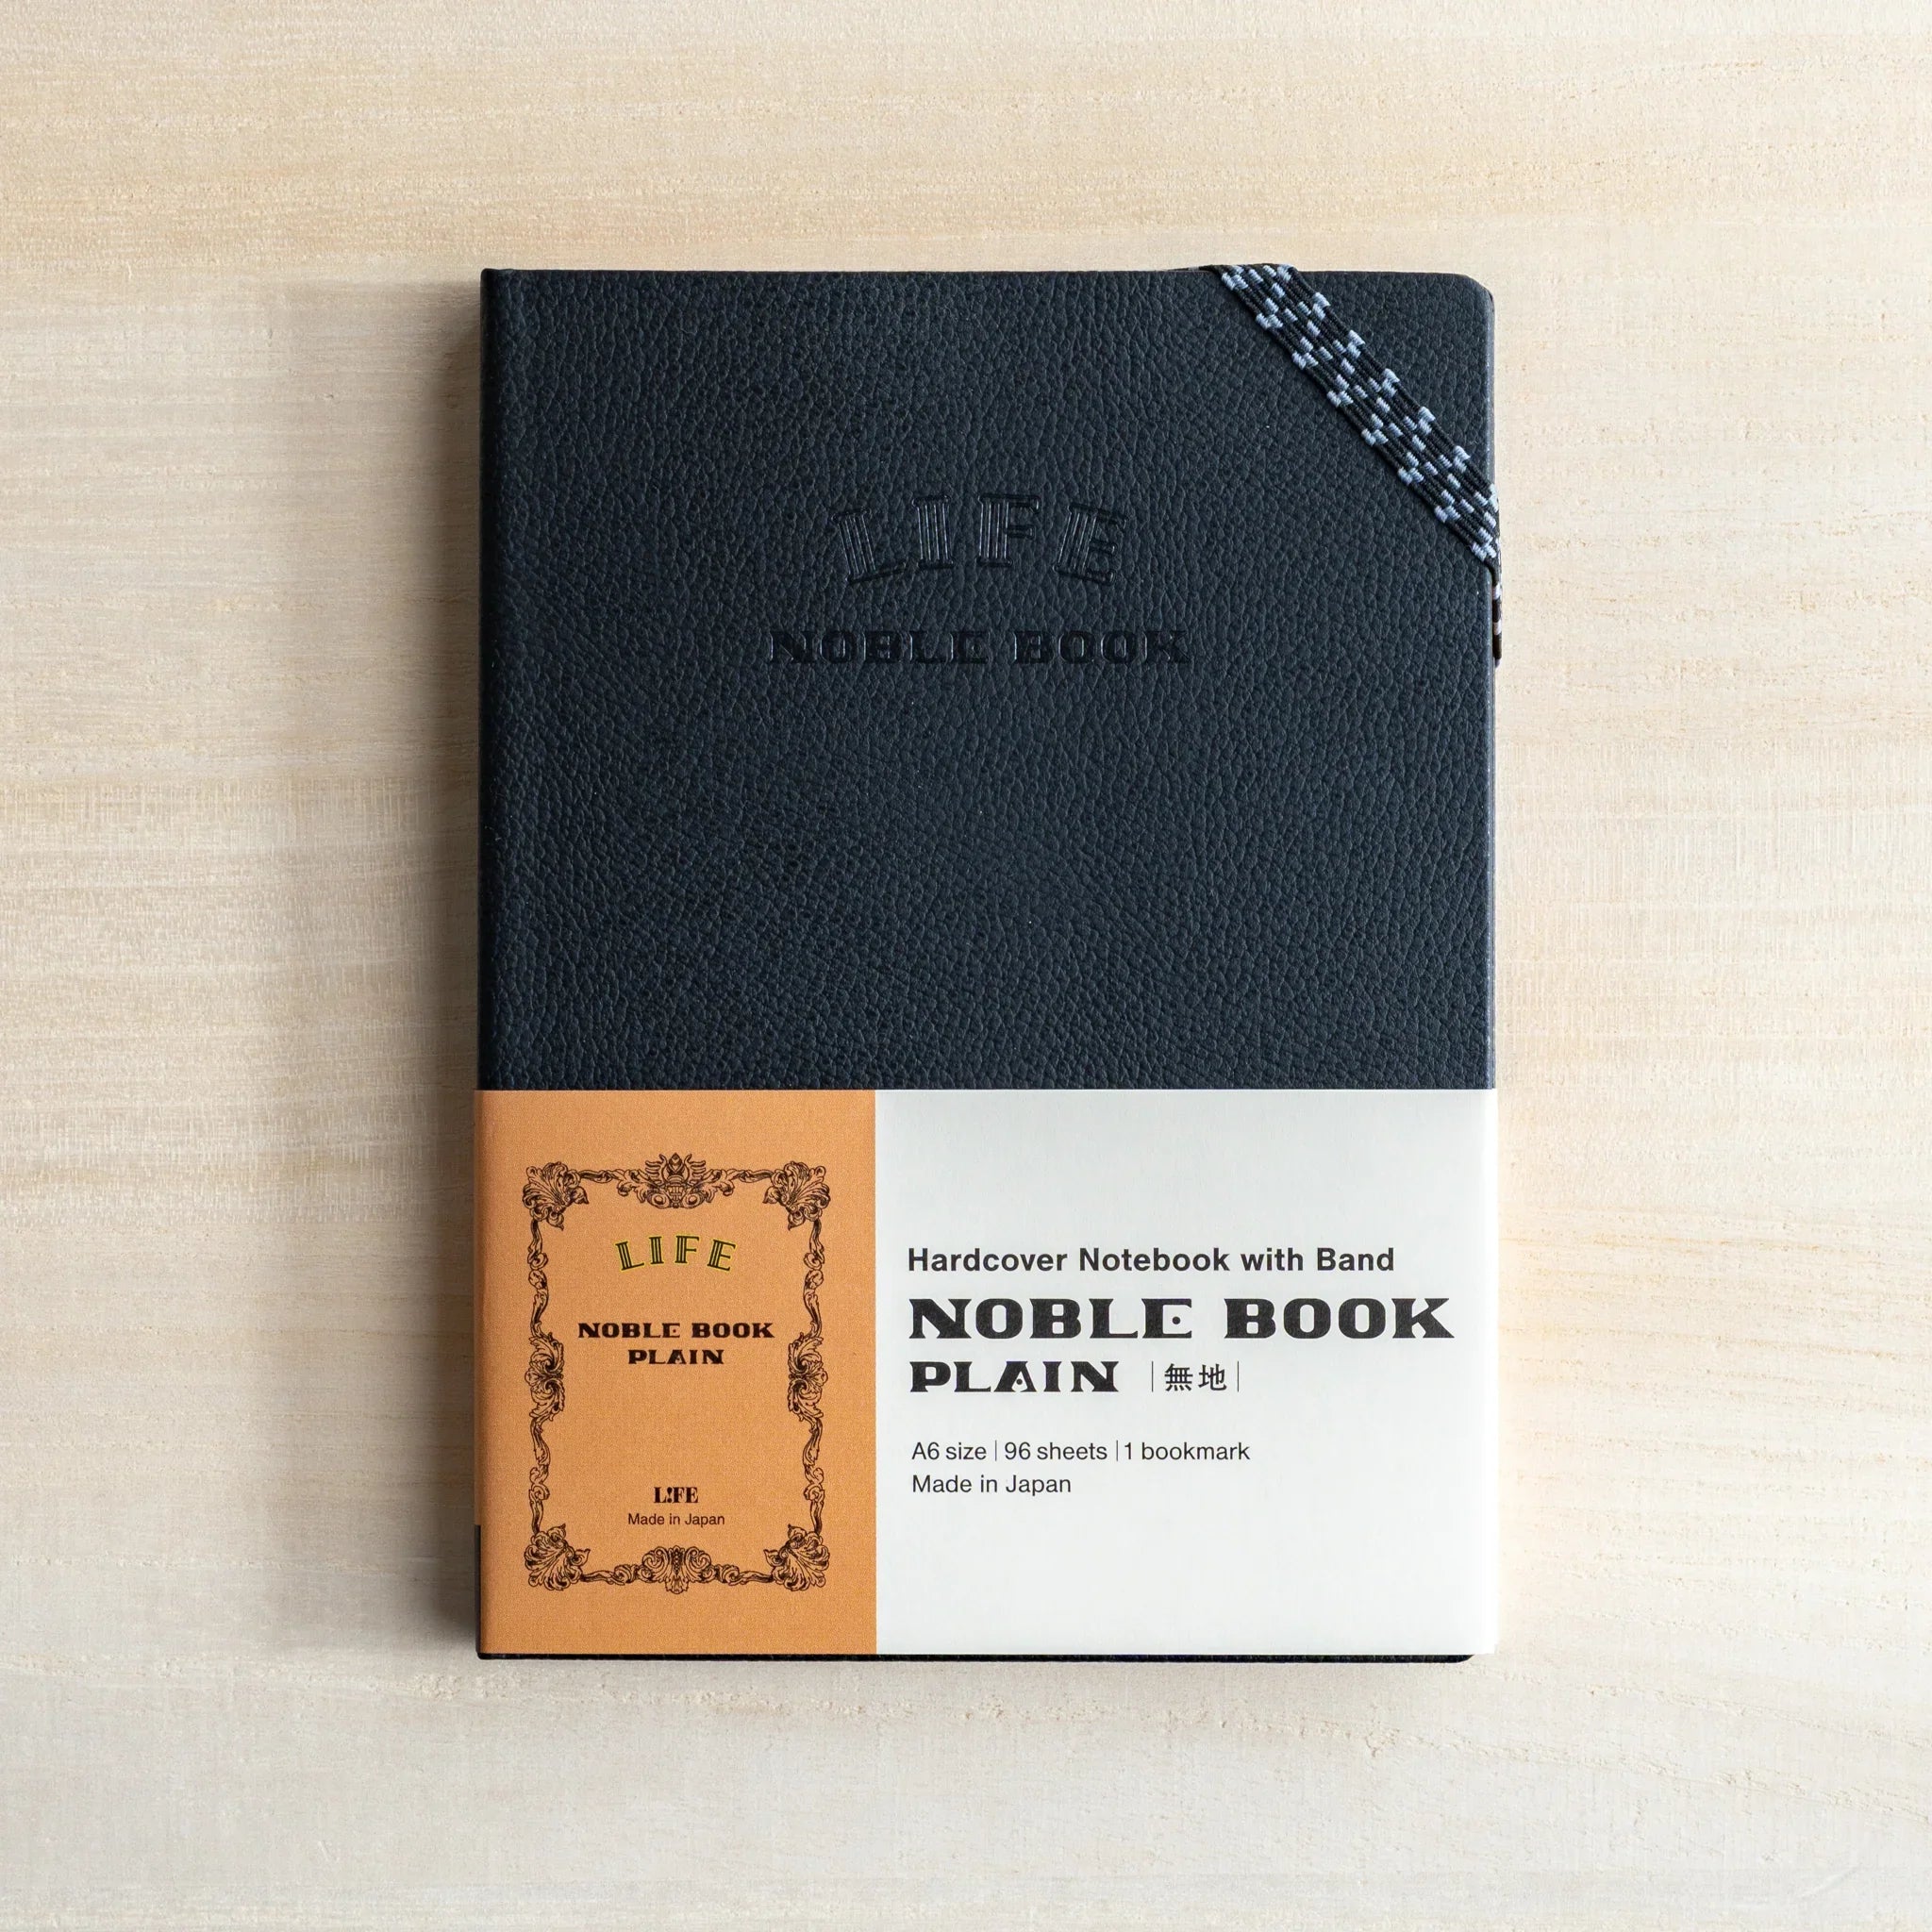 LIFE
NOBLE BOOK
LIFE
NOBLE BOOK
PLAIN
L!FE
Made in Japan
Hardcover Notebook with Band
NOBLE BOOK
PLAIN |無地|
A6 size | 96 sheets | 1 bookmark
Made in Japan